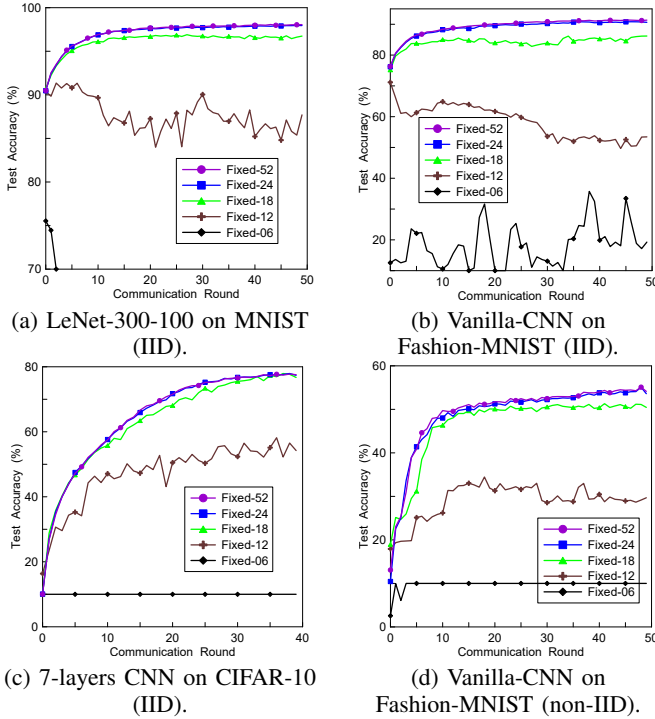 100
95
90
85
80
70
Test Accuracy (%)
Fixed-52
Fixed-24
Fixed-18
Fixed-12
Fixed-06
0 10 20 30 40 50
Communication Round
(a) LeNet-300-100 on MNIST
(IID).
80
60
40
20
Test Accuracy (%)
Fixed-52
Fixed-24
Fixed-18
Fixed-12
Fixed-06
0 10 20 30 40 50
Communication Round
(b) Vanilla-CNN on
Fashion-MNIST (IID).
80
60
40
20
0
Test Accuracy (%)
Fixed-52
Fixed-24
Fixed-18
Fixed-12
Fixed-06
0 10 20 30 40
Communication Round
(c) 7-layers CNN on CIFAR-10
(IID).
60
40
20
0
Test Accuracy (%)
Fixed-52
Fixed-24
Fixed-18
Fixed-12
Fixed-06
0 10 20 30 40 50
Communication Round
(d) Vanilla-CNN on
Fashion-MNIST (non-IID).